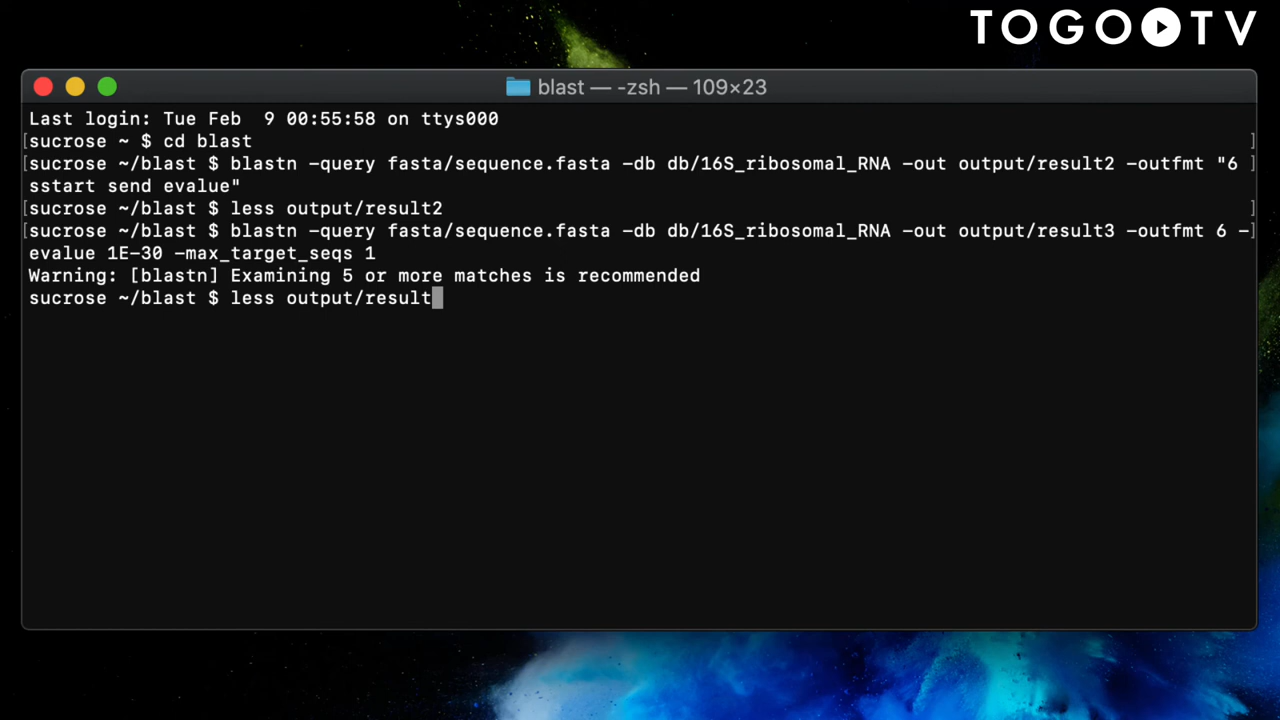 TOGO TV
blast — -zsh — 109×23
Last login: Tue Feb  9 00:55:58 on ttys000
[sucrose ~ $ cd blast ]
[sucrose ~/blast $ blastn -query fasta/sequence.fasta -db db/16S_ribosomal_RNA -out output/result2 -outfmt "6 ]
sstart send evalue"
[sucrose ~/blast $ less output/result2 ]
[sucrose ~/blast $ blastn -query fasta/sequence.fasta -db db/16S_ribosomal_RNA -out output/result3 -outfmt 6 -]
evalue 1E-30 -max_target_seqs 1
Warning: [blastn] Examining 5 or more matches is recommended
sucrose ~/blast $ less output/result